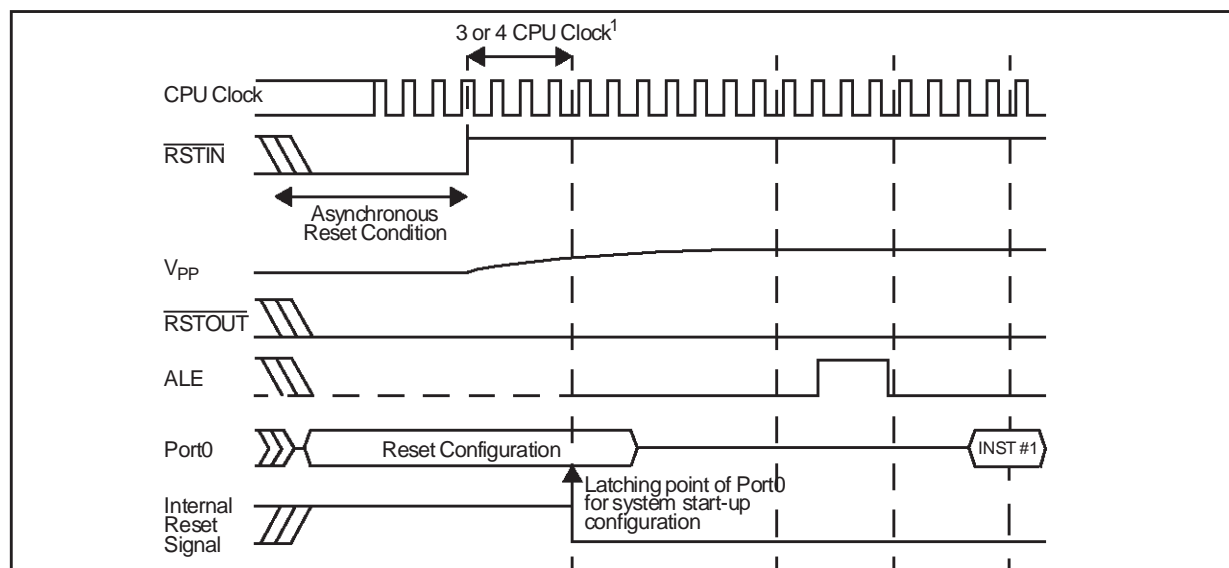 3 or 4 CPU Clock¹
CPU Clock
RSTIN
Asynchronous
Reset Condition
VPP
RSTOUT
ALE
Port0
Reset Configuration
INST #1
Latching point of Port0
for system start-up
configuration
Internal
Reset
Signal